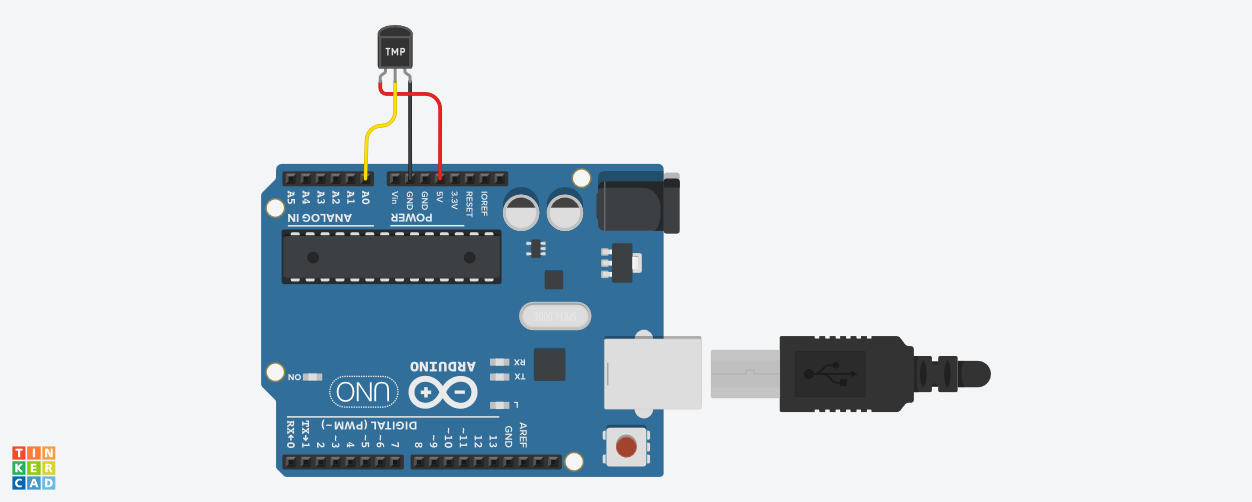 TMP
A5 A4 A3 A2 A1 A0
Vin GND GND 5V 3.3V RESET IOREF
ANALOG IN
POWER
RX
TX
L
ON
ARDUINO
UNO
DIGITAL (PWM~)
RX←0 TX→1 2 ~3 4 ~5 ~6 7 8 ~9 ~10 ~11 12 13 GND AREF
TIN
KER
CAD